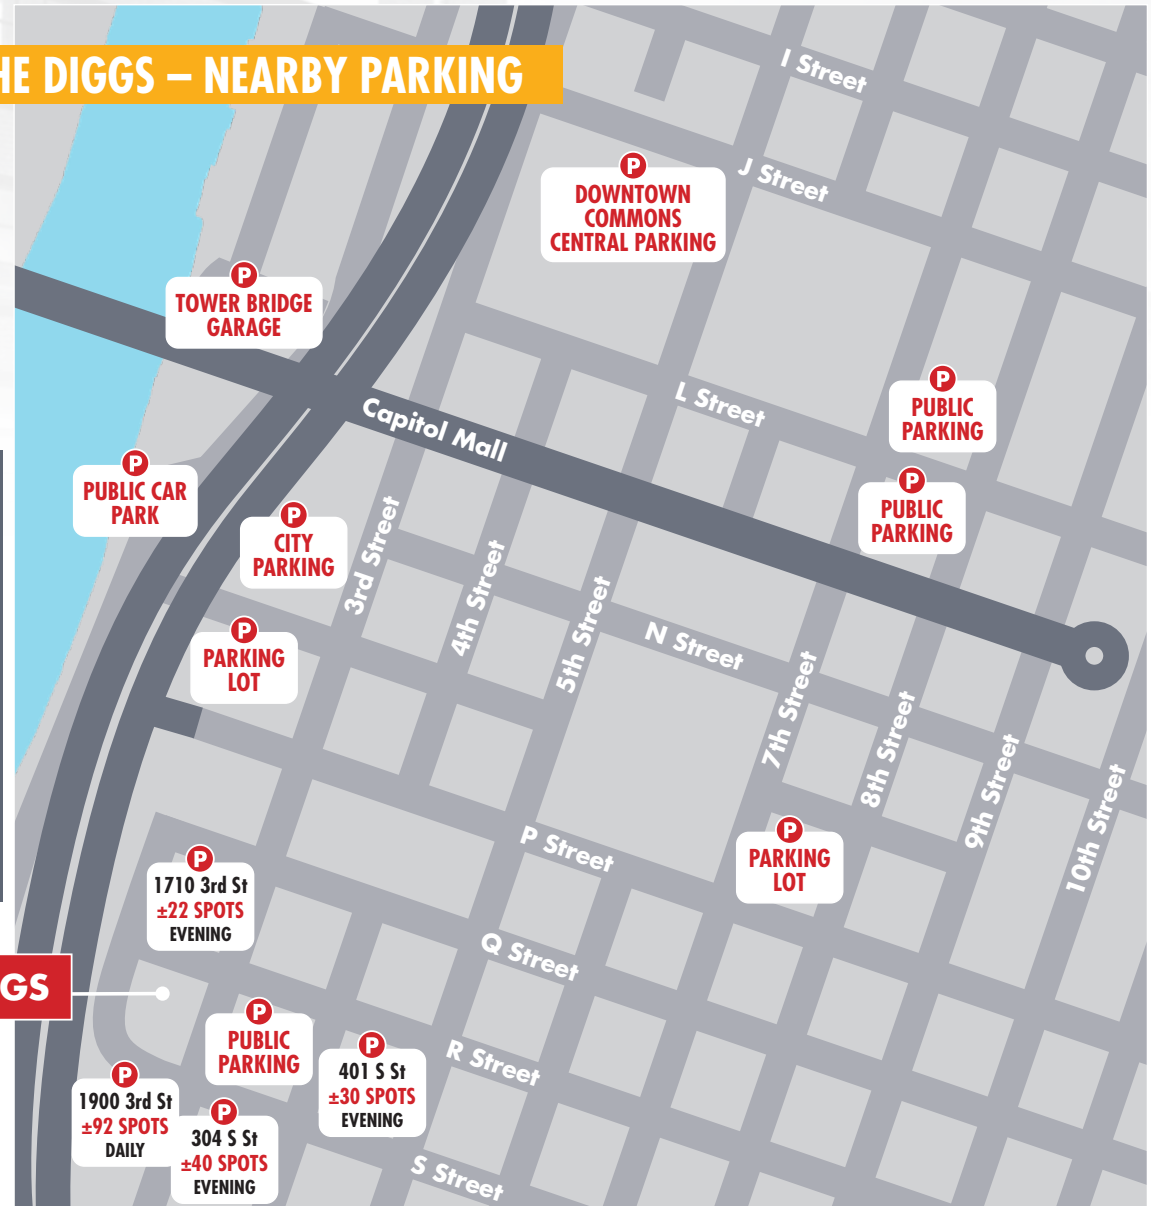 HE DIGGS – NEARBY PARKING
I Street
J Street
P
DOWNTOWN
COMMONS
CENTRAL PARKING
P
TOWER BRIDGE
GARAGE
L Street
P
PUBLIC
PARKING
Capitol Mall
P
PUBLIC CAR
PARK
P
PUBLIC
PARKING
P
CITY
PARKING
3rd Street
4th Street
5th Street
N Street
P
PARKING
LOT
7th Street
8th Street
9th Street
10th Street
P Street
P
PARKING
LOT
P
1710 3rd St
±22 SPOTS
EVENING
Q Street
GS
P
PUBLIC
PARKING
R Street
P
401 S St
±30 SPOTS
EVENING
P
1900 3rd St
±92 SPOTS
DAILY
P
304 S St
±40 SPOTS
EVENING
S Street